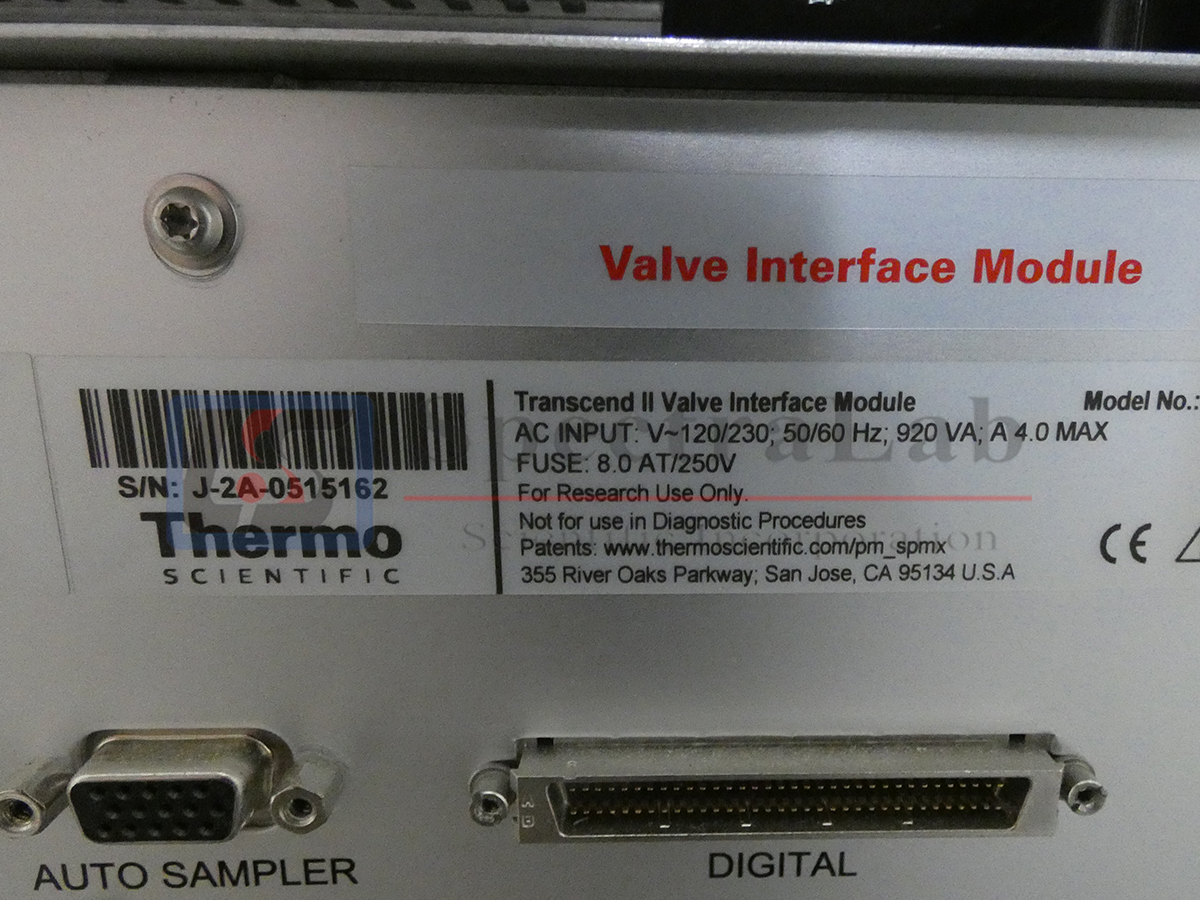 Valve Interface Module
S/N: J-2A-0515162
Thermo
SCIENTIFIC
Transcend II Valve Interface Module
Model No.:
AC INPUT: V~120/230; 50/60 Hz; 920 VA; A 4.0 MAX
FUSE: 8.0 AT/250V
For Research Use Only.
Not for use in Diagnostic Procedures
Patents: www.thermoscientific.com/pm_spmx
355 River Oaks Parkway; San Jose, CA 95134 U.S.A
CE
SpectraLab
Scientific Incorporation
AUTO SAMPLER
DIGITAL